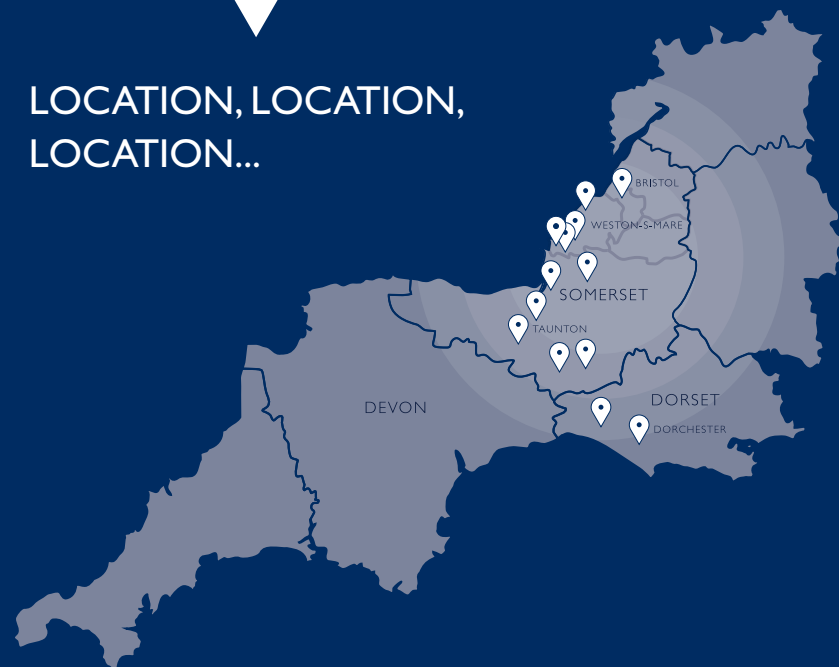 LOCATION, LOCATION,
LOCATION...
BRISTOL
WESTON-S-MARE
SOMERSET
TAUNTON
DEVON
DORSET
DORCHESTER